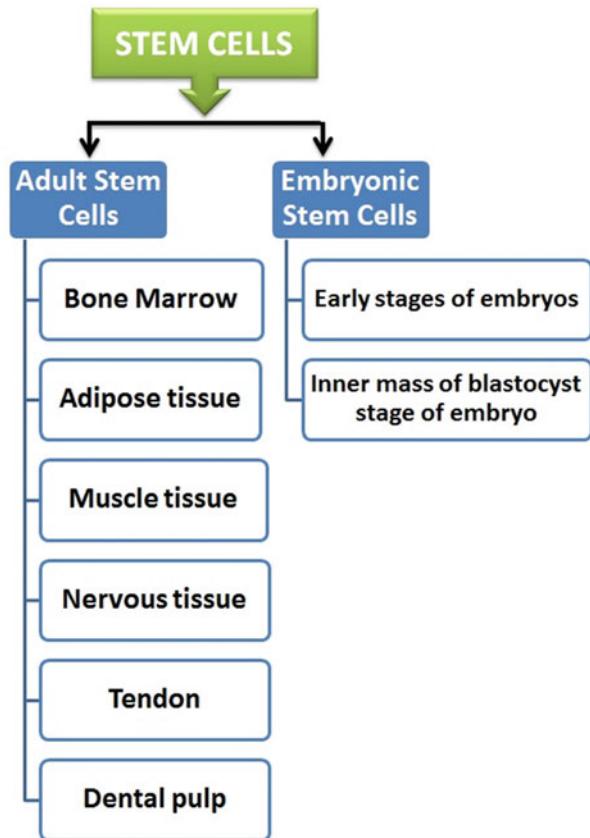 STEM CELLS
Adult Stem
Cells
Bone Marrow
Adipose tissue
Muscle tissue
Nervous tissue
Tendon
Dental pulp
Embryonic
Stem Cells
Early stages of embryos
Inner mass of blastocyst
stage of embryo